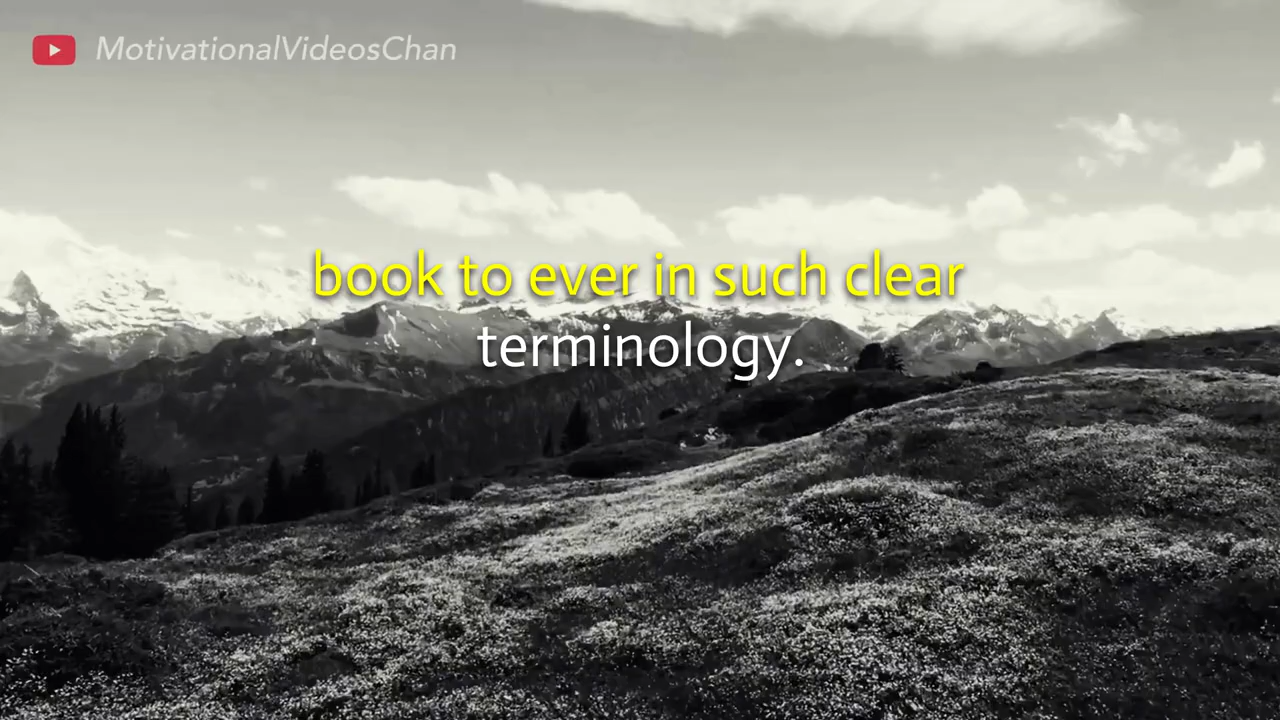 MotivationalVideosChan
book to ever in such clear
terminology.